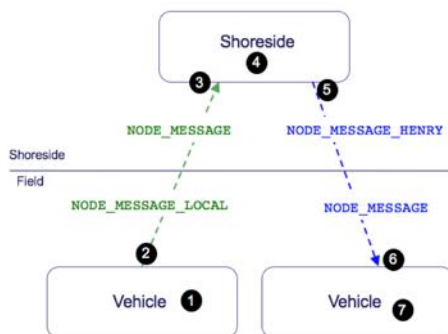 Shoreside
4
3
5
NODE_MESSAGE
NODE_MESSAGE_HENRY
Shoreside
Field
NODE_MESSAGE_LOCAL
NODE_MESSAGE
2
6
Vehicle 1
Vehicle 7